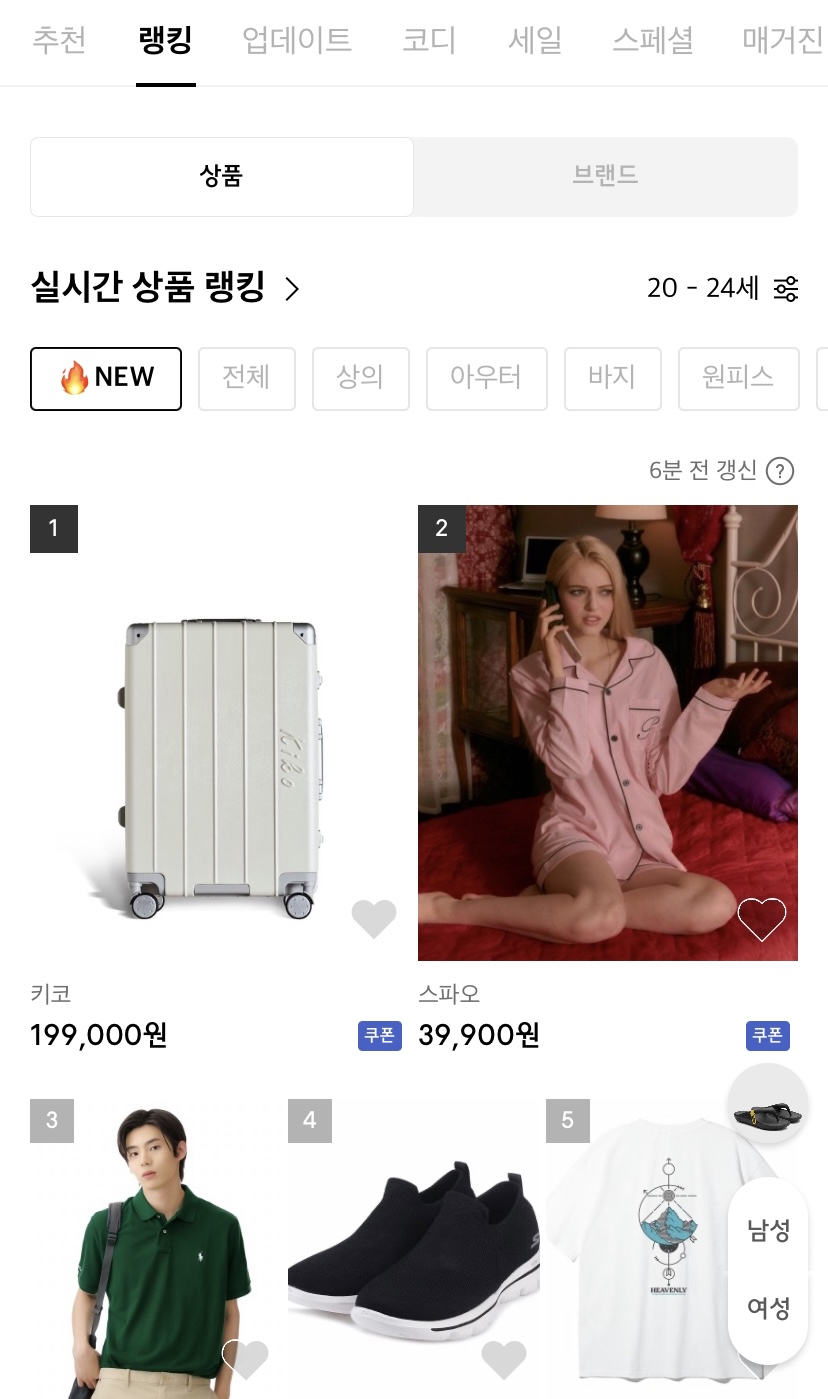 추천 랭킹 업데이트 코디 세일 스페셜 매거진
상품 브랜드
실시간 상품 랭킹 >
20 - 24세
🔥NEW 전체 상의 아우터 바지 원피스
6분 전 갱신 ?
1
2
Kiko
키코
스파오
199,000원 쿠폰
39,900원 쿠폰
3
4
5
HEAVENLY
남성
여성